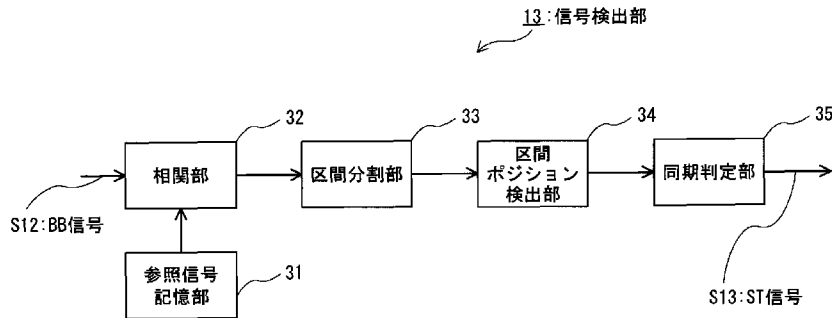 13:信号検出部
32
33
34
35
相関部
区間分割部
区間
ポジション
検出部
同期判定部
S12:BB信号
参照信号
記憶部
31
S13:ST信号